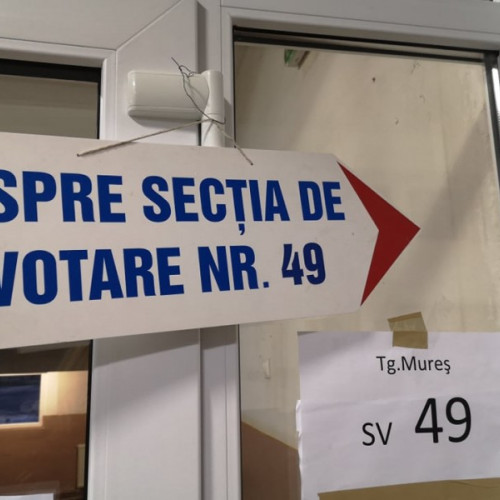 SPRE SECȚIA DE
VOTARE NR. 49
Tg.Mureş
SV 49